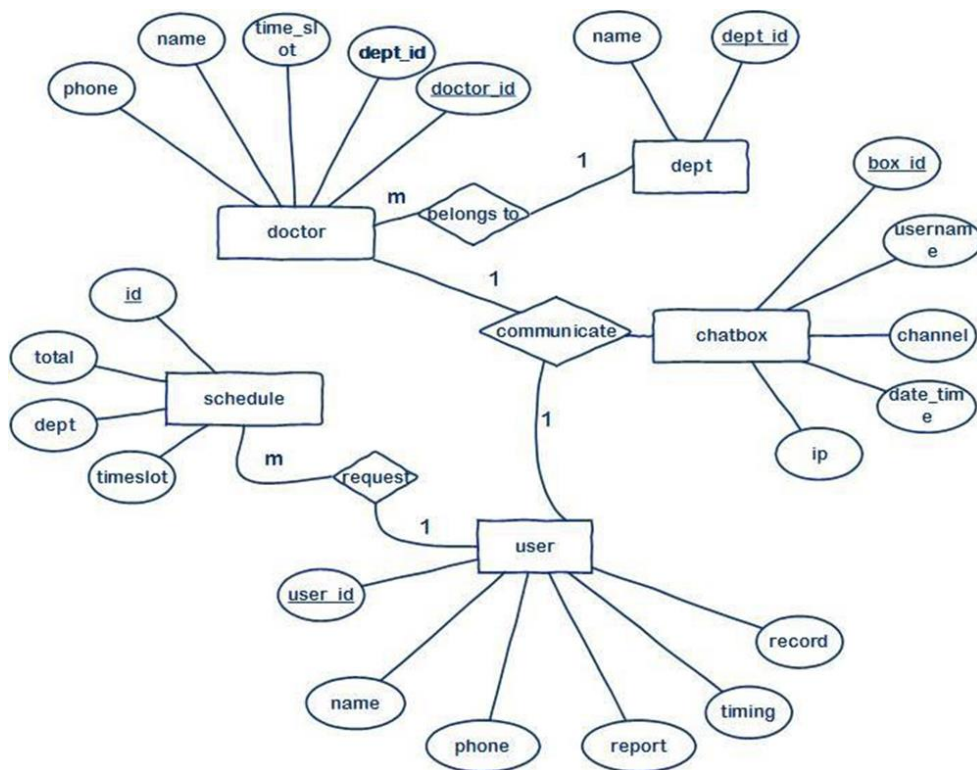 name
time_sl
ot
dept_id
phone
doctor_id
name
dept_id
1
m
dept
belongs to
doctor
box_id
usernam
e
1
id
communicate
chatbox
channel
total
schedule
date_tim
e
dept
1
ip
timeslot
m
request
1
user
user_id
record
name
timing
phone
report